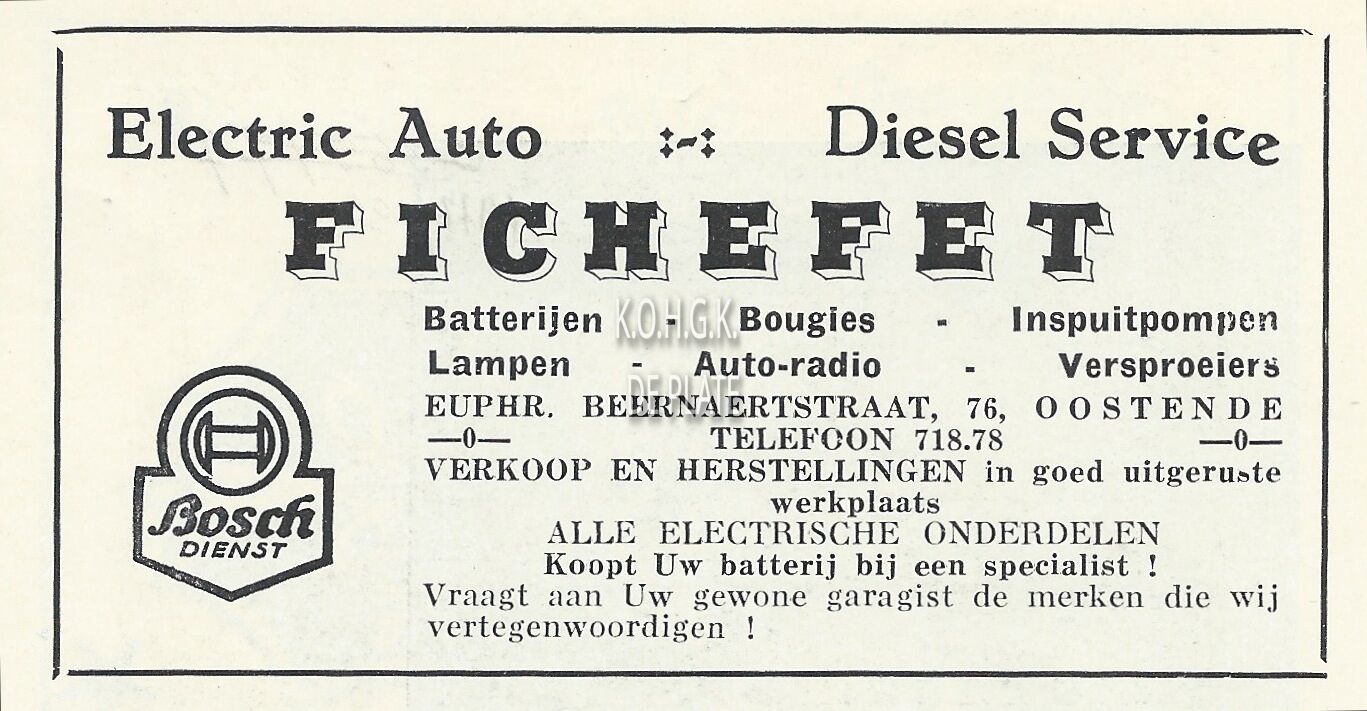 Electric Auto :-: Diesel Service
FICHEFET
Batterijen - Bougies - Inspuitpompen
Lampen - Auto-radio - Versproeiers
EUPHR. BEERNAERTSTRAAT, 76, OOSTENDE
—0— TELEFOON 718.78 —0—
VERKOOP EN HERSTELLINGEN in goed uitgeruste
werkplaats
ALLE ELECTRISCHE ONDERDELEN
Koopt Uw batterij bij een specialist !
Vraagt aan Uw gewone garagist de merken die wij
vertegenwoordigen !
Bosch
DIENST
K.O.H.G.K.
DE PLATE